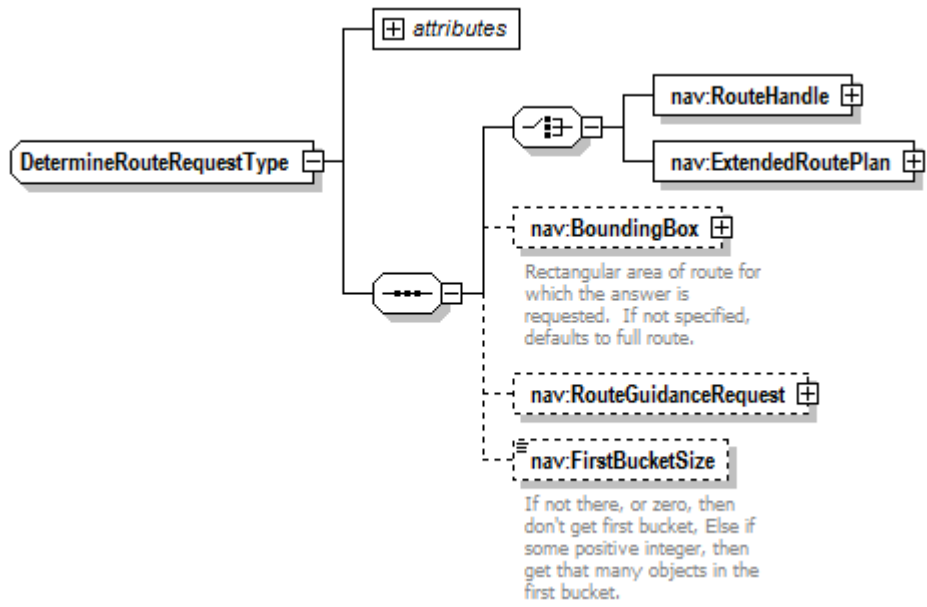 attributes
nav:RouteHandle
DetermineRouteRequestType
nav:ExtendedRoutePlan
nav:BoundingBox
Rectangular area of route for
which the answer is
requested.  If not specified,
defaults to full route.
nav:RouteGuidanceRequest
nav:FirstBucketSize
If not there, or zero, then
don't get first bucket, Else if
some positive integer, then
get that many objects in the
first bucket.